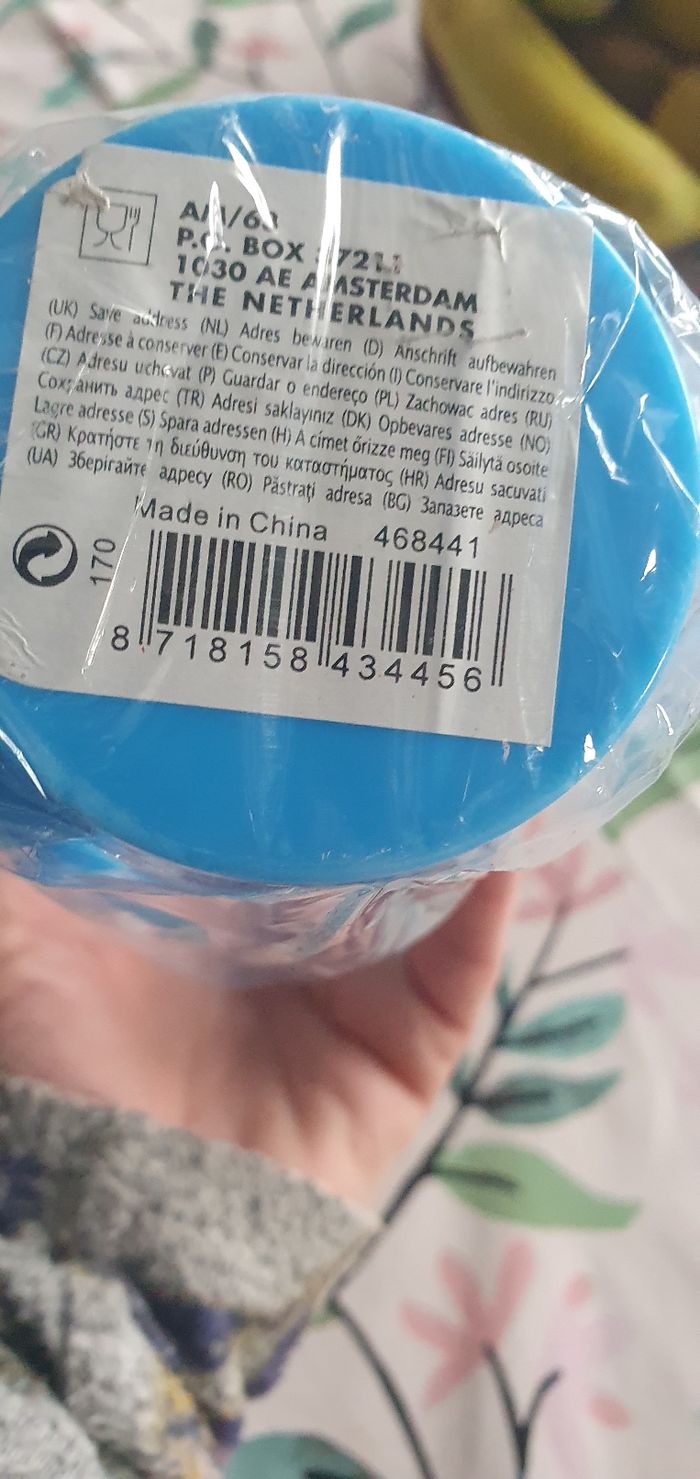 P.O. BOX
1030 AE AMSTERDAM
THE NETHERLANDS
(UK) Save address (NL) Adres bewaren (D) Anschrift aufbewahren
(F) Adresse à conserver (E) Conservar la dirección (I) Conservare l'indirizzo
(CZ) Adresu uchovat (P) Guardar o endereço (PL) Zachowac adres (RU)
Сохранить адрес (TR) Adresi saklayınız (DK) Opbevares adresse (NO)
Lagre adresse (S) Spara adressen (H) A címet őrizze meg (FI) Säilytä osoite
(GR) Κρατήστε τη διεύθυνση του καταστήματος (HR) Adresu sacuvati
(UA) Зберігайте адресу (RO) Păstrați adresa (BG) Запазете адреса
Made in China 468441
170
8 718158 434456